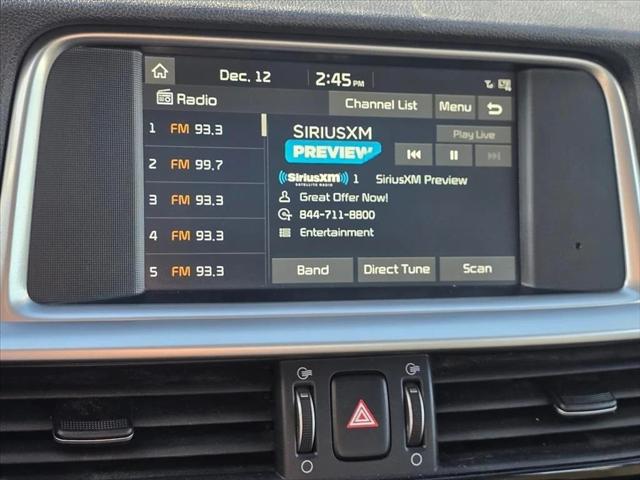 Dec. 12 2:45 PM
Radio Channel List Menu
1 FM 93.3
2 FM 99.7
3 FM 93.3
4 FM 93.3
5 FM 93.3
SIRIUSXM
PREVIEW
Play Live
((SiriusXM)) 1 SiriusXM Preview
SATELLITE RADIO
Great Offer Now!
844-711-8800
Entertainment
Band Direct Tune Scan